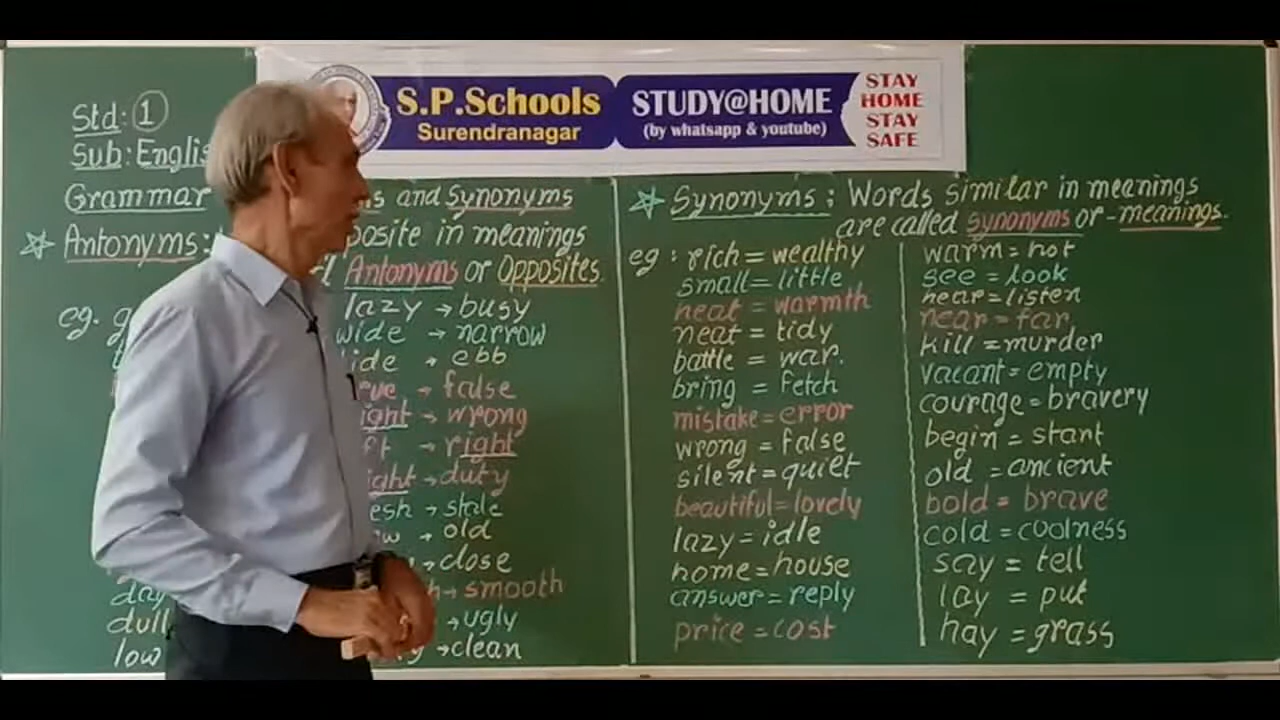 S.P.Schools
Surendranagar
STUDY@HOME
(by whatsapp & youtube)
STAY
HOME
STAY
SAFE
Std: 1
Sub:
Grammar and Synonyms
Antonyms: in meanings
Antonyms or Opposites.
eg.
lazy → busy
wide → narrow
→ ebb
→ false
→ wrong
→ right
→ duty
→ stale
→ old
→ close
→ smooth
→ ugly
dull
low → clean
Synonyms: Words similar in meanings
are called synonyms or -meanings.
eg: rich = wealthy
small = little
heat = warmth
neat = tidy
battle = war.
bring = fetch
mistake = error
wrong = false
silent = quiet
beautiful = lovely
lazy = idle
home = house
answer = reply
price = cost
warm = hot
see = look
hear = listen
near = far
kill = murder
vacant = empty
courage = bravery
begin = start
old = ancient
bold = brave
cold = coolness
say = tell
lay = put
hay = grass